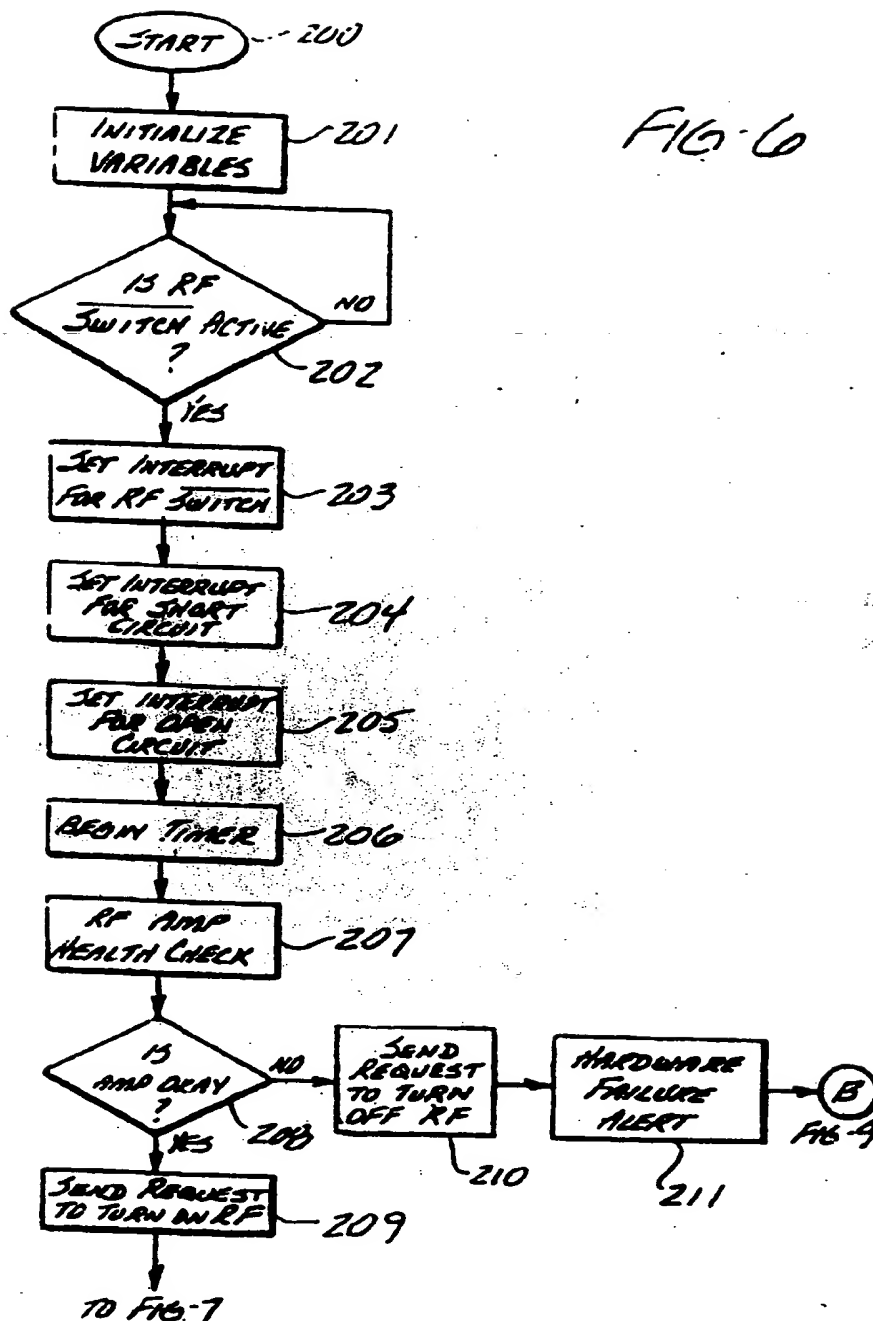 START
200
FIG-6
INITIALIZE
VARIABLES
201
IS RF
SWITCH ACTIVE
?
NO
202
YES
SET INTERRUPT
FOR RF SWITCH
203
SET INTERRUPT
FOR SHORT
CIRCUIT
204
SET INTERRUPT
FOR OPEN
CIRCUIT
205
BEGIN TIMER
206
RF AMP
HEALTH CHECK
207
IS
AMP OKAY
?
NO
208
YES
SEND
REQUEST
TO TURN
OFF RF
210
HARDWARE
FAILURE
ALERT
211
B
FIG-9
SEND REQUEST
TO TURN ON RF
209
TO FIG-7